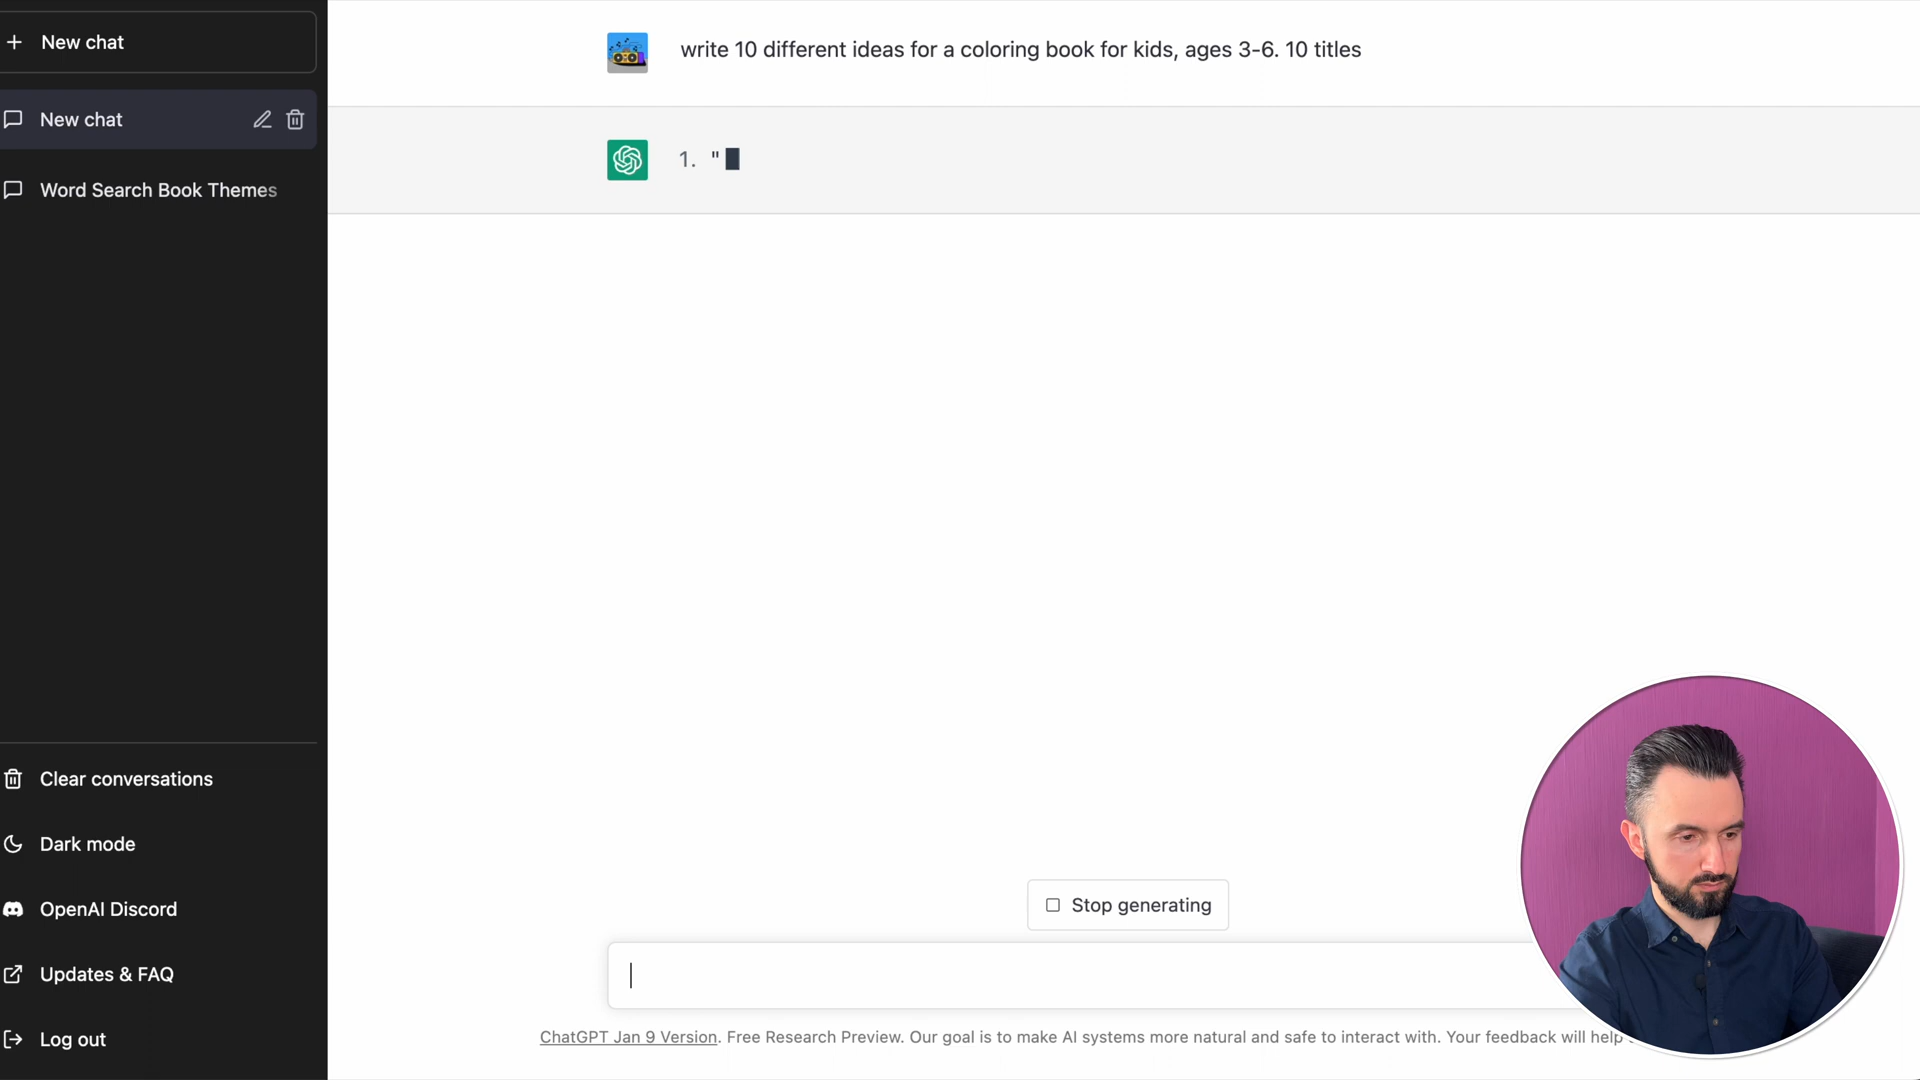 New chat
New chat
Word Search Book Themes
Clear conversations
Dark mode
OpenAI Discord
Updates & FAQ
Log out
write 10 different ideas for a coloring book for kids, ages 3-6. 10 titles
1. "
Stop generating
ChatGPT Jan 9 Version. Free Research Preview. Our goal is to make AI systems more natural and safe to interact with. Your feedback will help